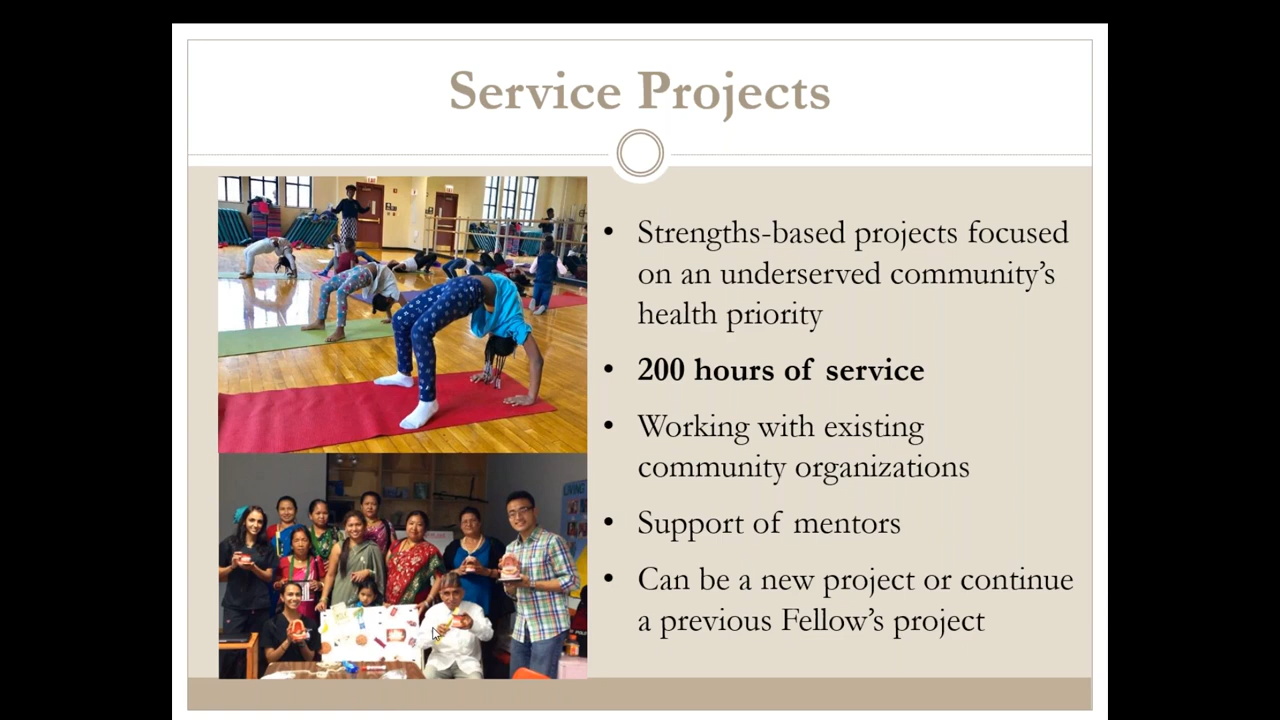 Service Projects
• Strengths-based projects focused
on an underserved community's
health priority
• 200 hours of service
• Working with existing
community organizations
• Support of mentors
• Can be a new project or continue
a previous Fellow's project
LIVING